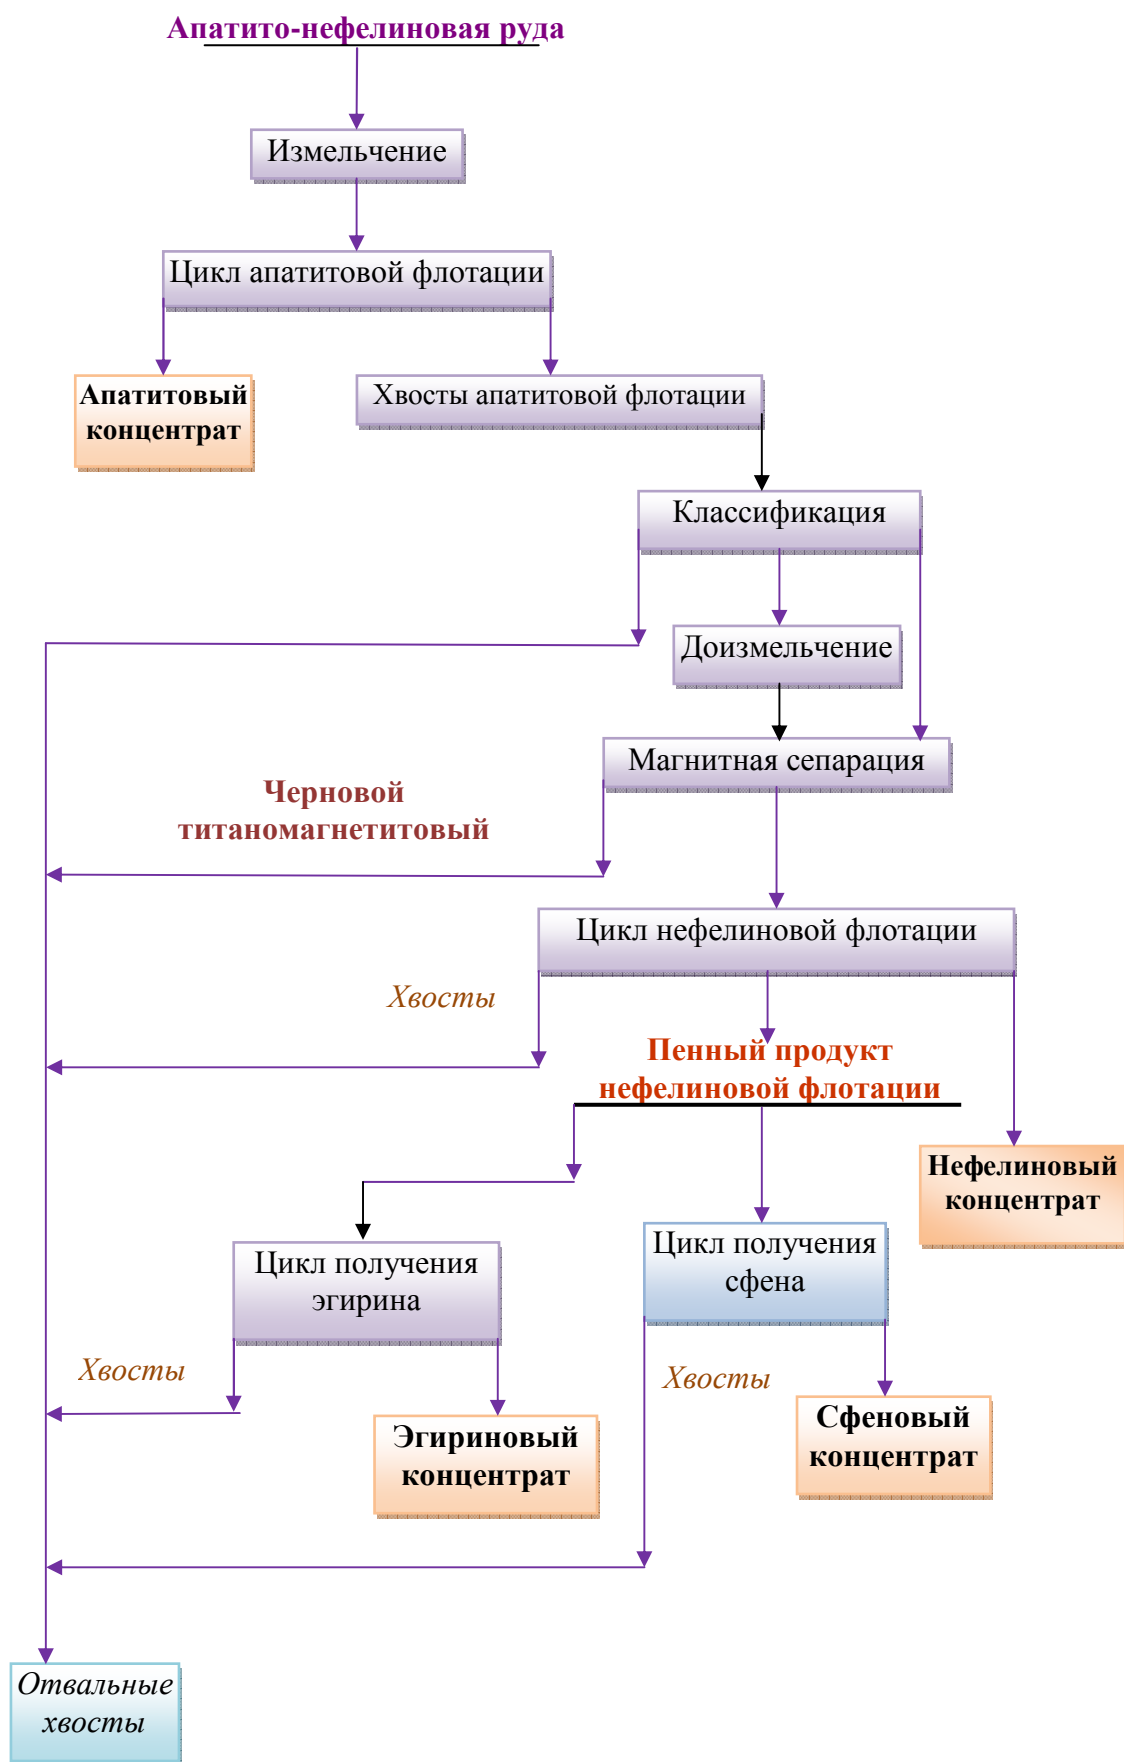 Апатито-нефелиновая руда
Измельчение
Цикл апатитовой флотации
Апатитовый
концентрат
Хвосты апатитовой флотации
Классификация
Доизмельчение
Магнитная сепарация
Черновой
титаномагнетитовый
Цикл нефелиновой флотации
Хвосты
Пенный продукт
нефелиновой флотации
Нефелиновый
концентрат
Цикл получения
эгирина
Цикл получения
сфена
Хвосты
Хвосты
Эгириновый
концентрат
Сфеновый
концентрат
Отвальные
хвосты